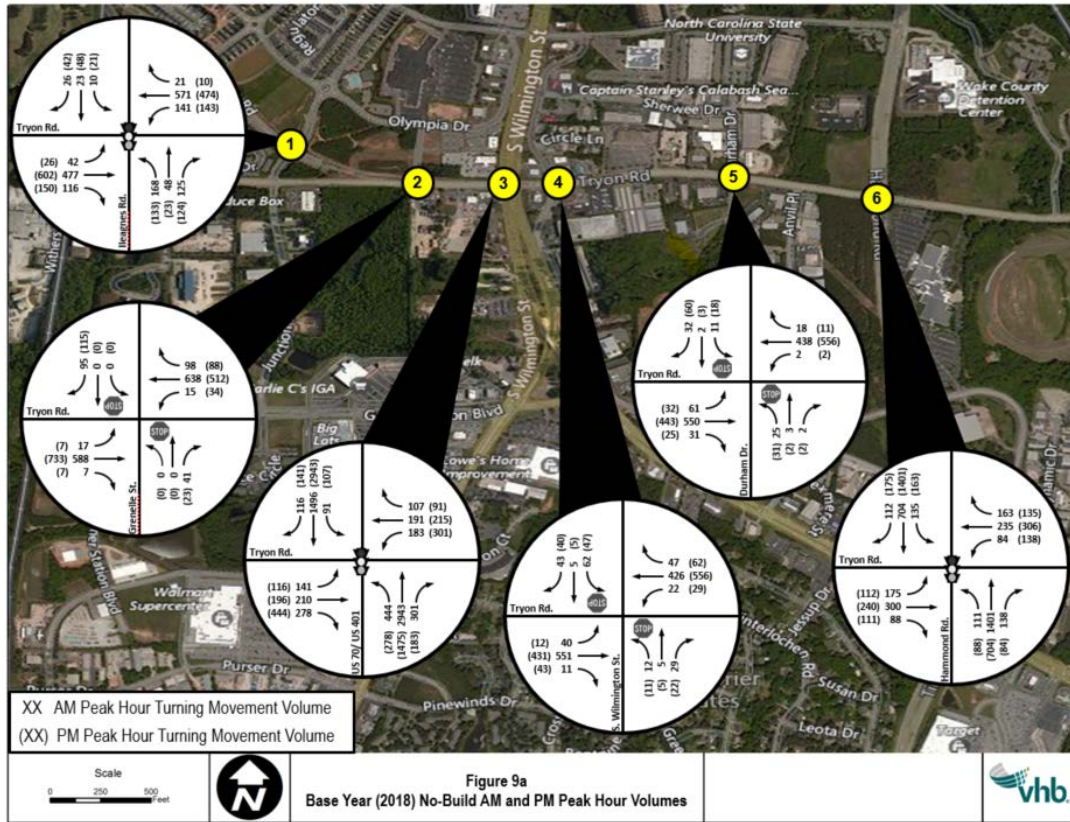 North Carolina State
University
Regulator
S Wilmington St
Captain Stanley's Calabash Sea...
Sherwee Dr
Wake County
Detention
Center
Olympia Dr
Circle Ln
1
2
3
4
Tryon Rd
5
6
Anvil Pl
26 (42)
23 (48)
10 (21)
21 (10)
571 (474)
141 (143)
Tryon Rd.
(26) 42
(602) 477
(150) 116
Ileagnes Rd.
(133) 168
(23) 48
(124) 125
95 (115)
0 (0)
0 (0)
STOP
98 (88)
638 (512)
15 (34)
Tryon Rd.
(7) 17
(733) 588
(7) 7
Grenelle St.
STOP
(0) 0
(0) 0
(23) 41
116 (141)
1496 (2943)
91 (107)
107 (91)
191 (215)
183 (301)
Tryon Rd.
(116) 141
(196) 210
(444) 278
US 70/ US 401
(278) 444
(1475) 2943
(183) 301
43 (40)
5 (5)
62 (47)
STOP
47 (62)
426 (556)
22 (29)
Tryon Rd.
(12) 40
(431) 551
(43) 11
S. Wilmington St.
STOP
(11) 12
(5) 5
(22) 29
32 (60)
2 (3)
11 (18)
STOP
18 (11)
438 (556)
2 (2)
Tryon Rd.
(32) 61
(443) 550
(25) 31
Durham Dr.
STOP
(31) 25
(2) 3
(2) 2
112 (175)
704 (1401)
135 (163)
163 (135)
235 (306)
84 (138)
Tryon Rd.
(112) 175
(240) 300
(111) 88
Hammond Rd.
(88) 111
(704) 1401
(84) 138
S Wilmington St
Big
Lots
Walmart
Supercenter
Purser Dr
Pinewinds Dr
Jessup Dr
Susan Dr
Leota Dr
Target
XX AM Peak Hour Turning Movement Volume
(XX) PM Peak Hour Turning Movement Volume
Scale
0 250 500
Feet
N
Figure 9a
Base Year (2018) No-Build AM and PM Peak Hour Volumes
vhb